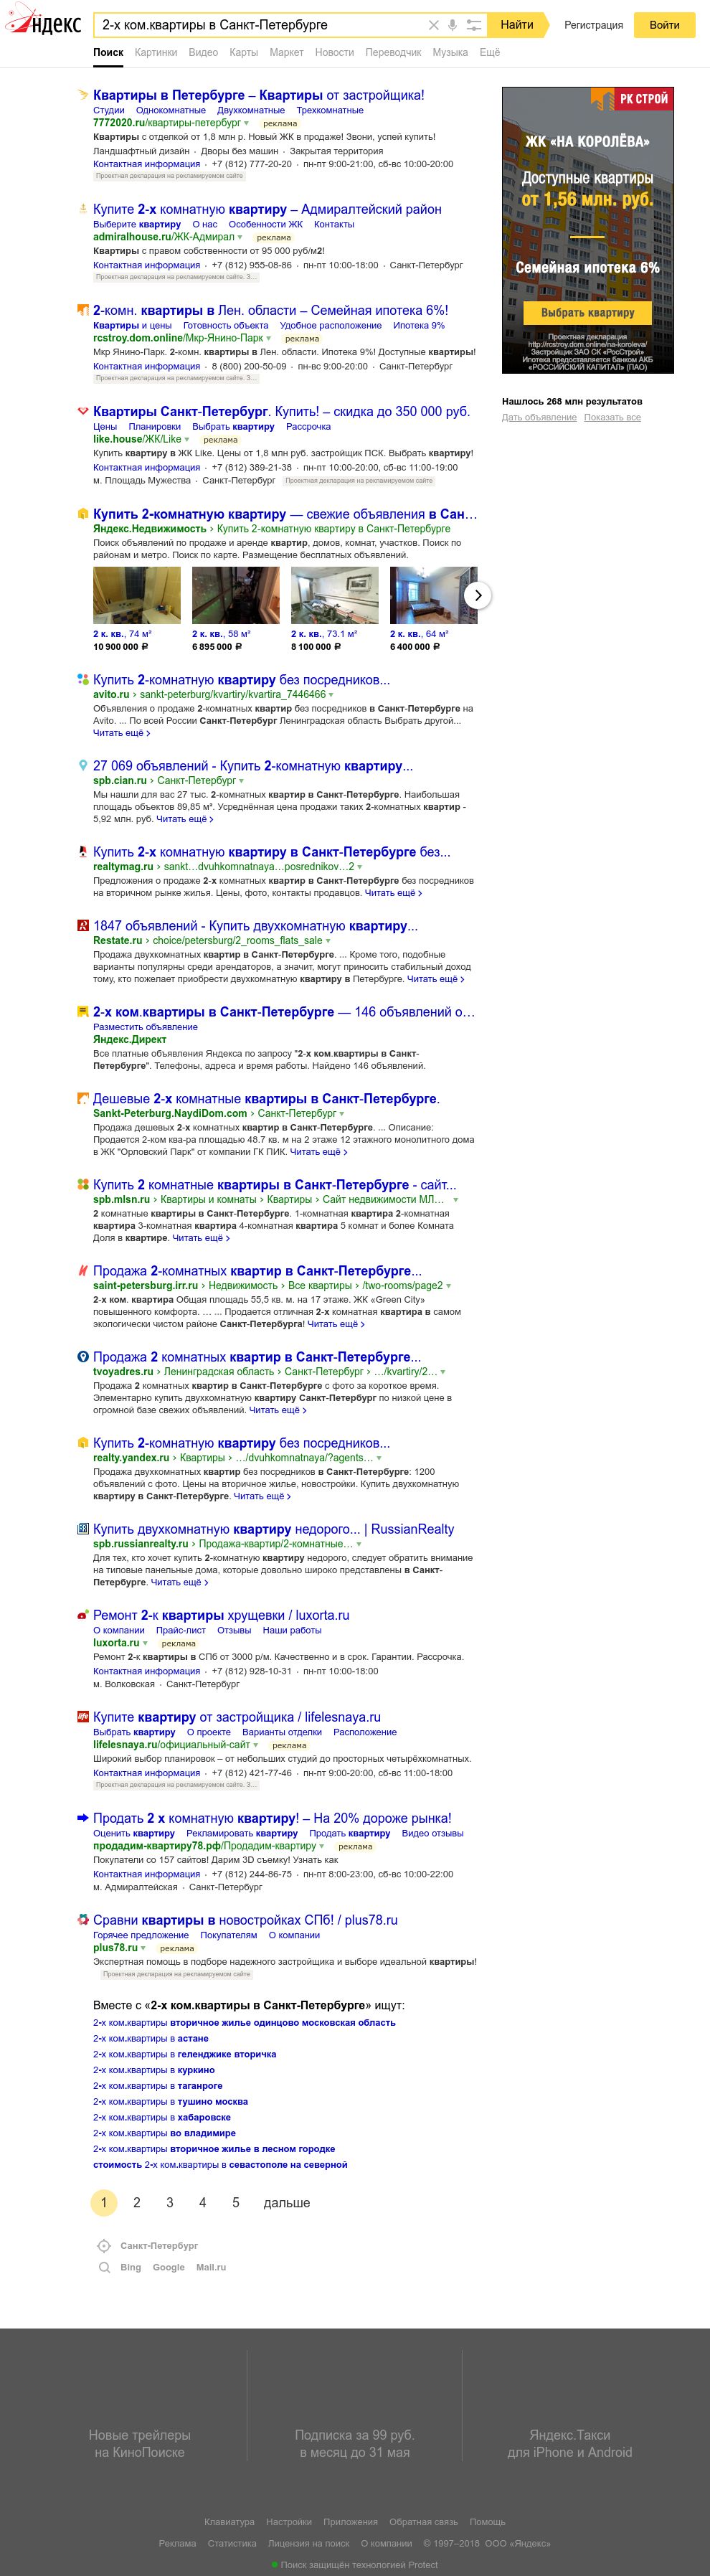 Яндекс
2-х ком.квартиры в Санкт-Петербурге
Найти
Регистрация
Войти
Поиск Картинки Видео Карты Маркет Новости Переводчик Музыка Ещё
Квартиры в Петербурге – Квартиры от застройщика!
Студии Однокомнатные Двухкомнатные Трехкомнатные
7772020.ru/квартиры-петербург реклама
Квартиры с отделкой от 1,8 млн р. Новый ЖК в продаже! Звони, успей купить!
Ландшафтный дизайн · Дворы без машин · Закрытая территория
Контактная информация · +7 (812) 777-20-20 · пн-пт 9:00-21:00, сб-вс 10:00-20:00
Проектная декларация на рекламируемом сайте
Купите 2-х комнатную квартиру – Адмиралтейский район
Выберите квартиру О нас Особенности ЖК Контакты
admiralhouse.ru/ЖК-Адмирал реклама
Квартиры с правом собственности от 95 000 руб/м2!
Контактная информация · +7 (812) 955-08-86 · пн-пт 10:00-18:00 · Санкт-Петербург
Проектная декларация на рекламируемом сайте. З…
2-комн. квартиры в Лен. области – Семейная ипотека 6%!
Квартиры и цены Готовность объекта Удобное расположение Ипотека 9%
rcstroy.dom.online/Мкр-Янино-Парк реклама
Мкр Янино-Парк. 2-комн. квартиры в Лен. области. Ипотека 9%! Доступные квартиры!
Контактная информация · 8 (800) 200-50-09 · пн-вс 9:00-20:00 · Санкт-Петербург
Проектная декларация на рекламируемом сайте. З…
Квартиры Санкт-Петербург. Купить! – скидка до 350 000 руб.
Цены Планировки Выбрать квартиру Рассрочка
like.house/ЖК/Like реклама
Купить квартиру в ЖК Like. Цены от 1,8 млн руб. застройщик ПСК. Выбрать квартиру!
Контактная информация · +7 (812) 389-21-38 · пн-пт 10:00-20:00, сб-вс 11:00-19:00
м. Площадь Мужества · Санкт-Петербург Проектная декларация на рекламируемом сайте
Купить 2-комнатную квартиру — свежие объявления в Сан…
Яндекс.Недвижимость › Купить 2-комнатную квартиру в Санкт-Петербурге
Поиск объявлений по продаже и аренде квартир, домов, комнат, участков. Поиск по
районам и метро. Поиск по карте. Размещение бесплатных объявлений.
2 к. кв., 74 м² 2 к. кв., 58 м² 2 к. кв., 73.1 м² 2 к. кв., 64 м²
10 900 000 ₽ 6 895 000 ₽ 8 100 000 ₽ 6 400 000 ₽
Купить 2-комнатную квартиру без посредников...
avito.ru › sankt-peterburg/kvartiry/kvartira_7446466
Объявления о продаже 2-комнатных квартир без посредников в Санкт-Петербурге на
Avito. ... По всей России Санкт-Петербург Ленинградская область Выбрать другой...
Читать ещё ›
27 069 объявлений - Купить 2-комнатную квартиру...
spb.cian.ru › Санкт-Петербург
Мы нашли для вас 27 тыс. 2-комнатных квартир в Санкт-Петербурге. Наибольшая
площадь объектов 89,85 м². Усреднённая цена продажи таких 2-комнатных квартир -
5,92 млн. руб. Читать ещё ›
Купить 2-х комнатную квартиру в Санкт-Петербурге без...
realtymag.ru › sankt…dvuhkomnatnaya…posrednikov…2
Предложения о продаже 2-х комнатных квартир в Санкт-Петербурге без посредников
на вторичном рынке жилья. Цены, фото, контакты продавцов. Читать ещё ›
1847 объявлений - Купить двухкомнатную квартиру...
Restate.ru › choice/petersburg/2_rooms_flats_sale
Продажа двухкомнатных квартир в Санкт-Петербурге. ... Кроме того, подобные
варианты популярны среди арендаторов, а значит, могут приносить стабильный доход
тому, кто пожелает приобрести двухкомнатную квартиру в Петербурге. Читать ещё ›
2-х ком.квартиры в Санкт-Петербурге — 146 объявлений о…
Разместить объявление
Яндекс.Директ
Все платные объявления Яндекса по запросу "2-х ком.квартиры в Санкт-
Петербурге". Телефоны, адреса и время работы. Найдено 146 объявлений.
Дешевые 2-х комнатные квартиры в Санкт-Петербурге.
Sankt-Peterburg.NaydiDom.com › Санкт-Петербург
Продажа дешевых 2-х комнатных квартир в Санкт-Петербурге. ... Описание:
Продается 2-ком ква-ра площадью 48.7 кв. м на 2 этаже 12 этажного монолитного дома
в ЖК "Орловский Парк" от компании ГК ПИК. Читать ещё ›
Купить 2 комнатные квартиры в Санкт-Петербурге - сайт...
spb.mlsn.ru › Квартиры и комнаты › Квартиры › Сайт недвижимости МЛ…
2 комнатные квартиры в Санкт-Петербурге. 1-комнатная квартира 2-комнатная
квартира 3-комнатная квартира 4-комнатная квартира 5 комнат и более Комната
Доля в квартире. Читать ещё ›
Продажа 2-комнатных квартир в Санкт-Петербурге...
saint-petersburg.irr.ru › Недвижимость › Все квартиры › /two-rooms/page2
2-х ком. квартира Общая площадь 55,5 кв. м. на 17 этаже. ЖК «Green City»
повышенного комфорта. … ... Продается отличная 2-х комнатная квартира в самом
экологически чистом районе Санкт-Петербурга! Читать ещё ›
Продажа 2 комнатных квартир в Санкт-Петербурге...
tvoyadres.ru › Ленинградская область › Санкт-Петербург › …/kvartiry/2…
Продажа 2 комнатных квартир в Санкт-Петербурге с фото за короткое время.
Элементарно купить двухкомнатную квартиру Санкт-Петербург по низкой цене в
огромной базе свежих объявлений. Читать ещё ›
Купить 2-комнатную квартиру без посредников...
realty.yandex.ru › Квартиры › …/dvuhkomnatnaya/?agents…
Продажа двухкомнатных квартир без посредников в Санкт-Петербурге: 1200
объявлений с фото. Цены на вторичное жилье, новостройки. Купить двухкомнатную
квартиру в Санкт-Петербурге. Читать ещё ›
Купить двухкомнатную квартиру недорого... | RussianRealty
spb.russianrealty.ru › Продажа-квартир/2-комнатные…
Для тех, кто хочет купить 2-комнатную квартиру недорого, следует обратить внимание
на типовые панельные дома, которые довольно широко представлены в Санкт-
Петербурге. Читать ещё ›
Ремонт 2-к квартиры хрущевки / luxorta.ru
О компании Прайс-лист Отзывы Наши работы
luxorta.ru реклама
Ремонт 2-к квартиры в СПб от 3000 р/м. Качественно и в срок. Гарантии. Рассрочка.
Контактная информация · +7 (812) 928-10-31 · пн-пт 10:00-18:00
м. Волковская · Санкт-Петербург
Купите квартиру от застройщика / lifelesnaya.ru
Выбрать квартиру О проекте Варианты отделки Расположение
lifelesnaya.ru/официальный-сайт реклама
Широкий выбор планировок – от небольших студий до просторных четырёхкомнатных.
Контактная информация · +7 (812) 421-77-46 · пн-пт 9:00-20:00, сб-вс 11:00-18:00
Проектная декларация на рекламируемом сайте. З…
Продать 2 х комнатную квартиру! – На 20% дороже рынка!
Оценить квартиру Рекламировать квартиру Продать квартиру Видео отзывы
продадим-квартиру78.рф/Продадим-квартиру реклама
Покупатели со 157 сайтов! Дарим 3D съемку! Узнать как
Контактная информация · +7 (812) 244-86-75 · пн-пт 8:00-23:00, сб-вс 10:00-22:00
м. Адмиралтейская · Санкт-Петербург
Сравни квартиры в новостройках СПб! / plus78.ru
Горячее предложение Покупателям О компании
plus78.ru реклама
Экспертная помощь в подборе надежного застройщика и выборе идеальной квартиры!
Проектная декларация на рекламируемом сайте
Вместе с «2-х ком.квартиры в Санкт-Петербурге» ищут:
2-х ком.квартиры вторичное жилье одинцово московская область
2-х ком.квартиры в астане
2-х ком.квартиры в геленджике вторичка
2-х ком.квартиры в куркино
2-х ком.квартиры в таганроге
2-х ком.квартиры в тушино москва
2-х ком.квартиры в хабаровске
2-х ком.квартиры во владимире
2-х ком.квартиры вторичное жилье в лесном городке
стоимость 2-х ком.квартиры в севастополе на северной
1 2 3 4 5 дальше
Санкт-Петербург
Bing Google Mail.ru
РК СТРОЙ
ЖК «НА КОРОЛЁВА»
Доступные квартиры
от 1,56 млн. руб.
Семейная ипотека 6%
Выбрать квартиру
Проектная декларация
http://rcstroy.dom.online/na-koroleva/
Застройщик ЗАО СК «РосСтрой»
Ипотека предоставляется банком АКБ
«РОССИЙСКИЙ КАПИТАЛ» (ПАО)
Нашлось 268 млн результатов
Дать объявление Показать все
Новые трейлеры
на КиноПоиске
Подписка за 99 руб.
в месяц до 31 мая
Яндекс.Такси
для iPhone и Android
Клавиатура Настройки Приложения Обратная связь Помощь
Реклама Статистика Лицензия на поиск О компании © 1997–2018 ООО «Яндекс»
Поиск защищён технологией Protect